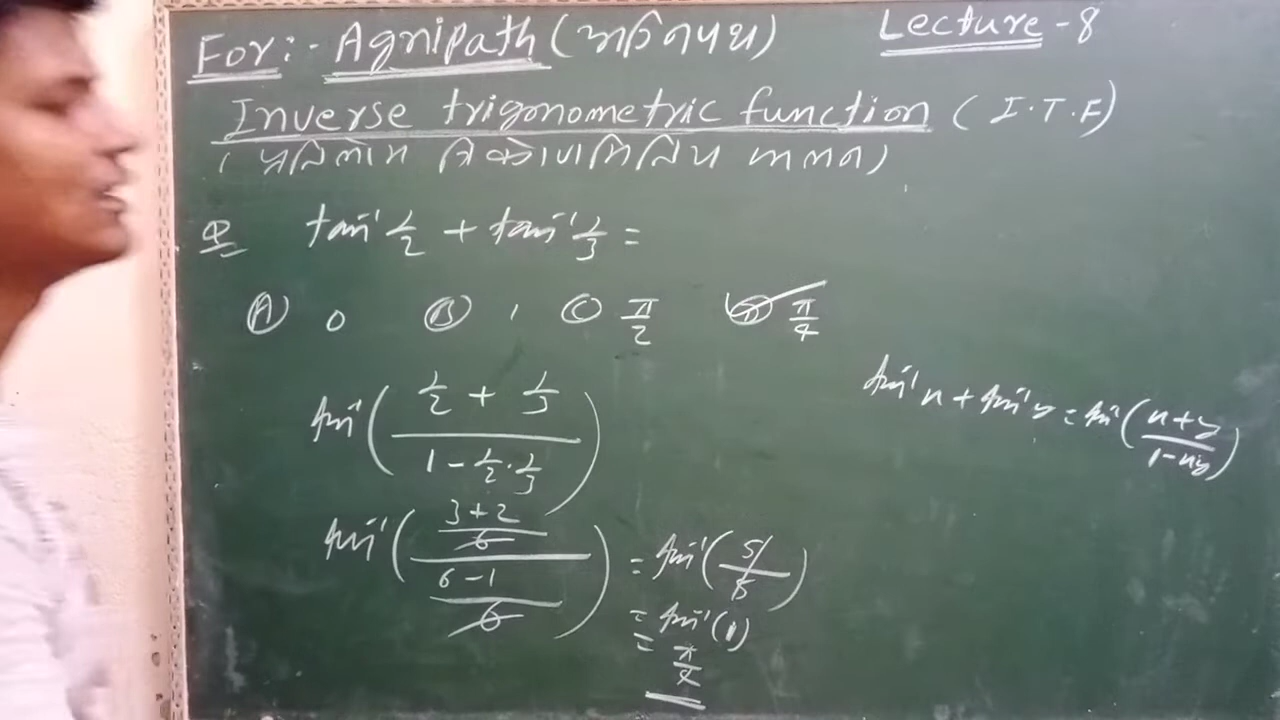 For:- Agnipath (अग्निपथ) Lecture-8
Inverse trigonometric function (I.T.F)
(प्रतिलोम त्रिकोणमितीय फलन)
Q tan⁻¹ 1/2 + tan⁻¹ 1/3 =
(A) 0 (B) 1 (C) π/2 (D) π/4
tan⁻¹x + tan⁻¹y = tan⁻¹((x+y)/(1-xy))
tan⁻¹((1/2 + 1/3)/(1 - 1/2·1/3))
tan⁻¹(((3+2)/6)/((6-1)/6)) = tan⁻¹(5/5)
= tan⁻¹(1)
= π/4